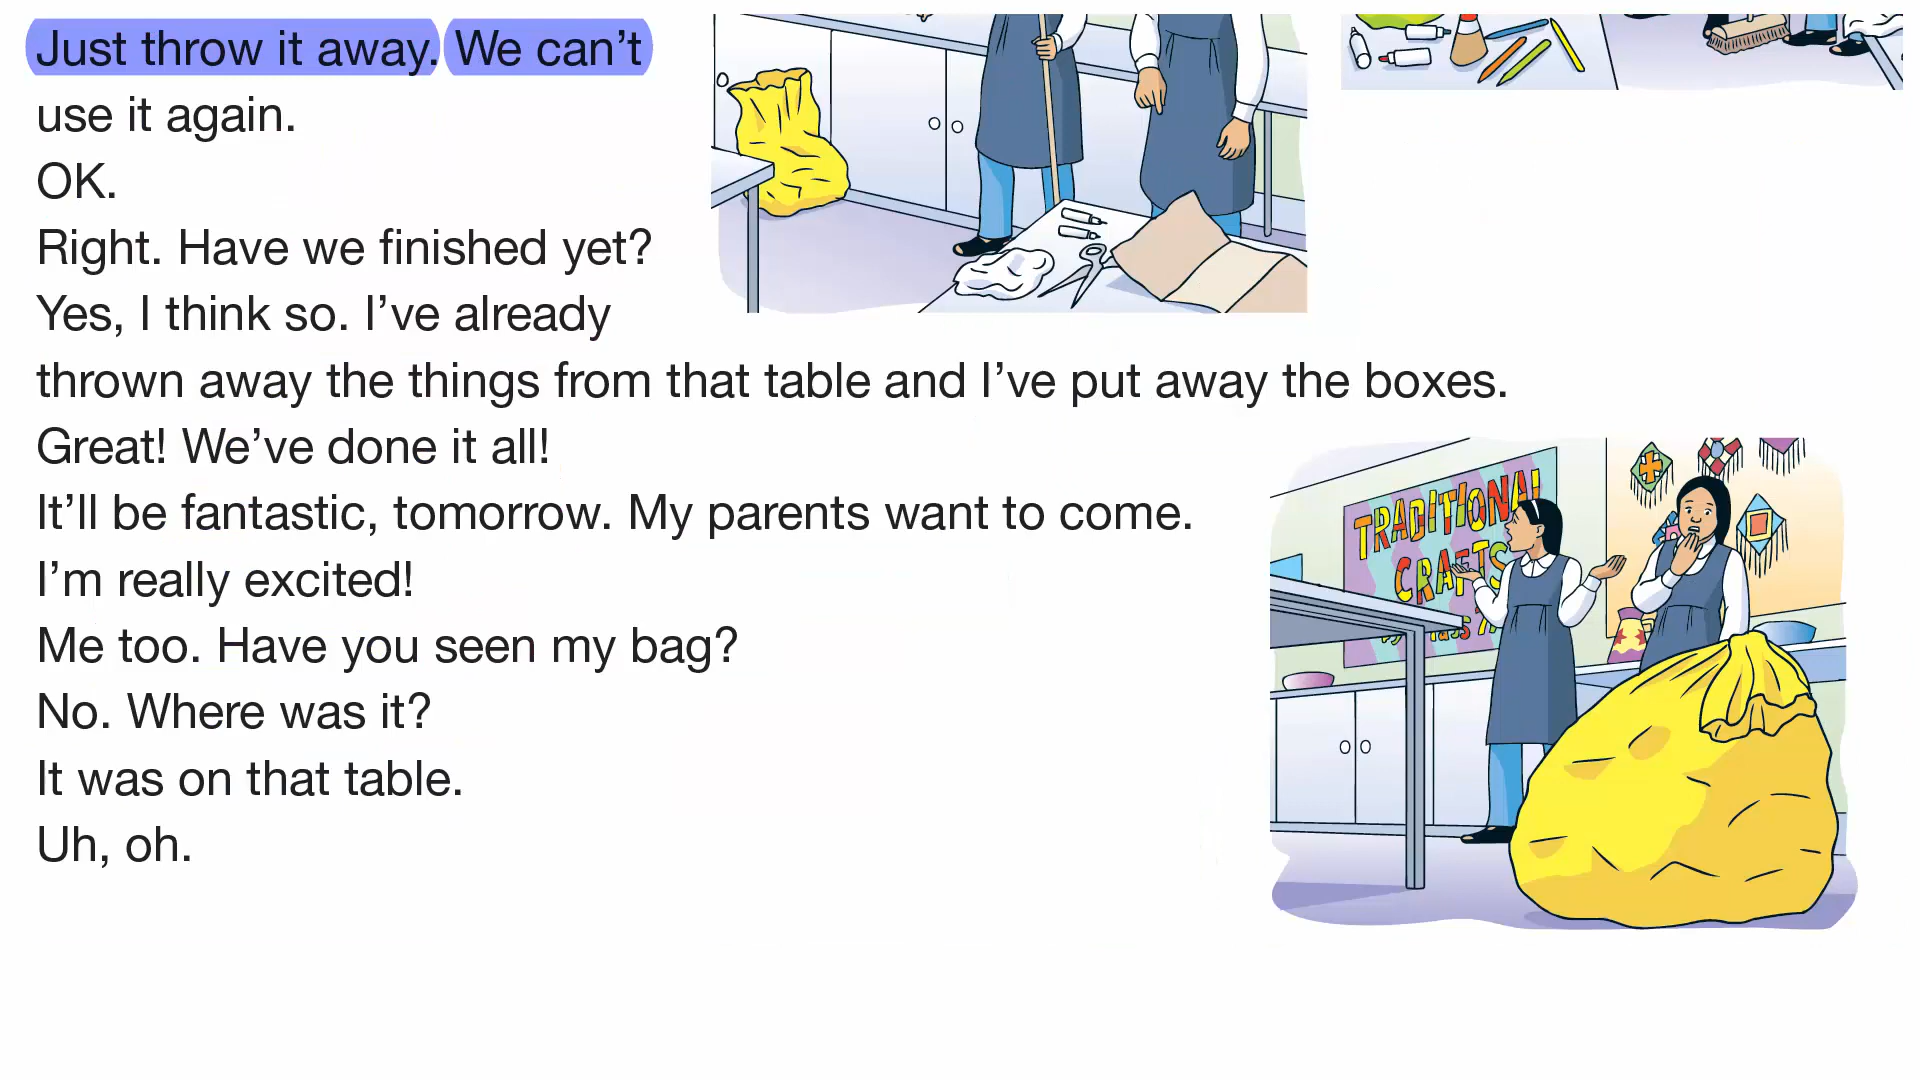 Just throw it away. We can’t
use it again.
OK.
Right. Have we finished yet?
Yes, I think so. I’ve already
thrown away the things from that table and I’ve put away the boxes.
Great! We’ve done it all!
It’ll be fantastic, tomorrow. My parents want to come.
I’m really excited!
Me too. Have you seen my bag?
No. Where was it?
It was on that table.
Uh, oh.
TRADITIONAL
CRAFTS